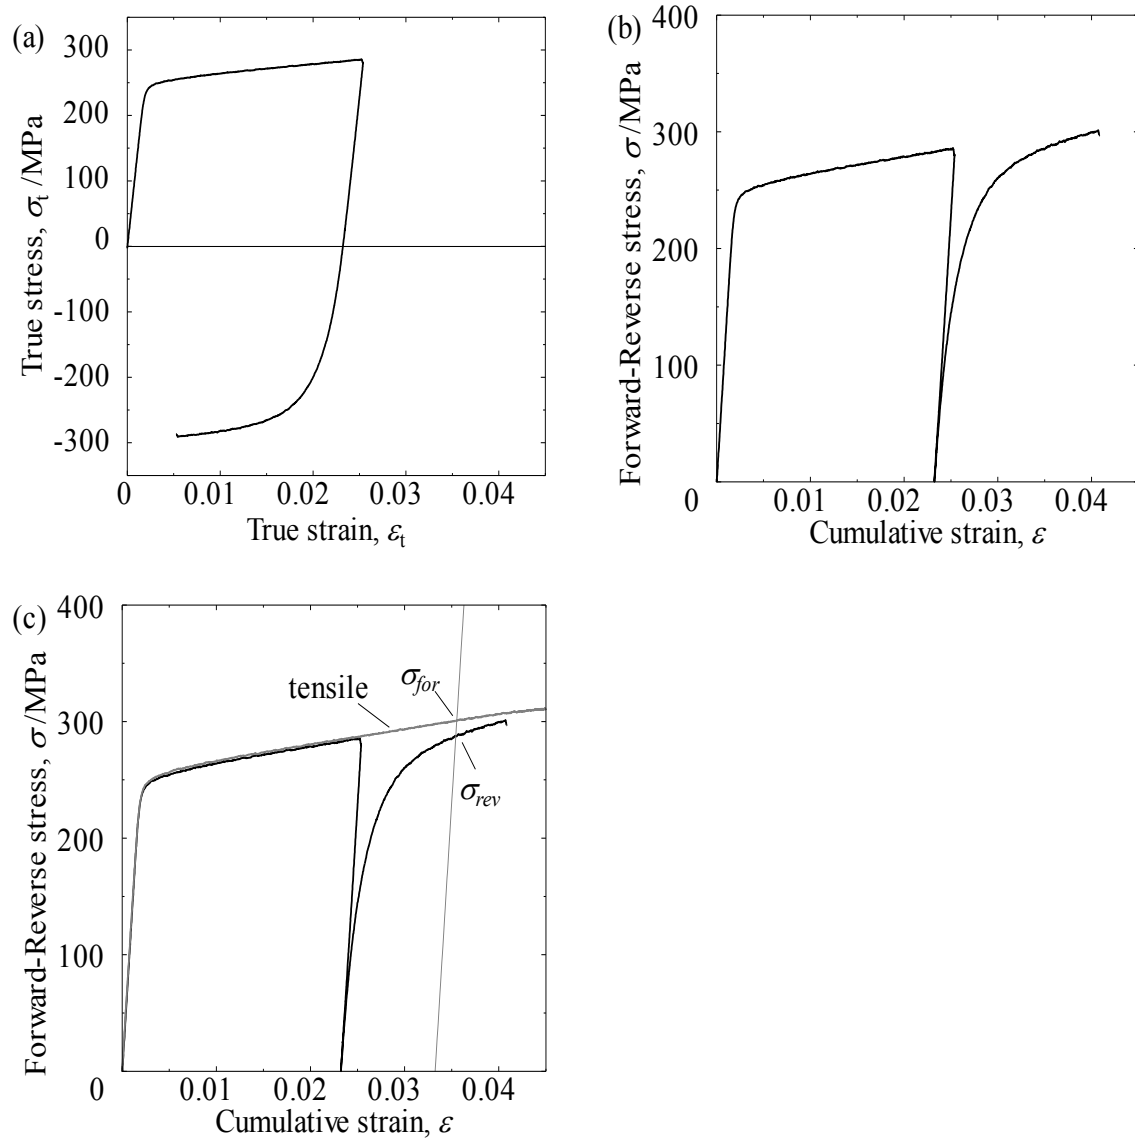 (a)
True stress, σt /MPa
300
200
100
0
-100
-200
-300
0 0.01 0.02 0.03 0.04
True strain, εt
(b)
Forward-Reverse stress, σ /MPa
400
300
200
100
0
0.01 0.02 0.03 0.04
Cumulative strain, ε
(c)
Forward-Reverse stress, σ /MPa
400
300
200
100
0
tensile
σfor
σrev
0.01 0.02 0.03 0.04
Cumulative strain, ε